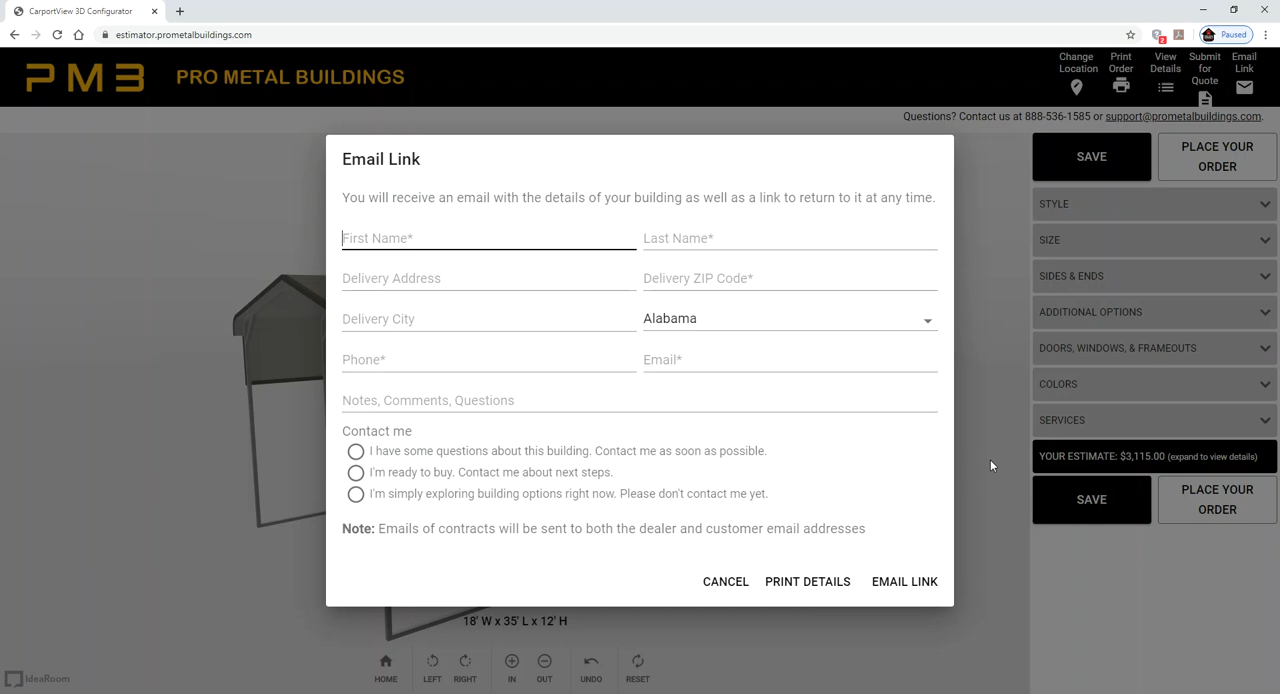 CarportView 3D Configurator
estimator.prometalbuildings.com
2
Paused
PMB
PRO METAL BUILDINGS
Change Location
Print Order
View Details
Submit for Quote
Email Link
Questions? Contact us at 888-536-1585 or support@prometalbuildings.com.
Email Link
You will receive an email with the details of your building as well as a link to return to it at any time.
First Name*
Last Name*
Delivery Address
Delivery ZIP Code*
Delivery City
Alabama
Phone*
Email*
Notes, Comments, Questions
Contact me
I have some questions about this building. Contact me as soon as possible.
I'm ready to buy. Contact me about next steps.
I'm simply exploring building options right now. Please don't contact me yet.
Note: Emails of contracts will be sent to both the dealer and customer email addresses
CANCEL
PRINT DETAILS
EMAIL LINK
SAVE
PLACE YOUR ORDER
STYLE
SIZE
SIDES & ENDS
ADDITIONAL OPTIONS
DOORS, WINDOWS, & FRAMEOUTS
COLORS
SERVICES
YOUR ESTIMATE: $3,115.00 (expand to view details)
SAVE
PLACE YOUR ORDER
18' W x 35' L x 12' H
HOME
LEFT
RIGHT
IN
OUT
UNDO
RESET
IdeaRoom